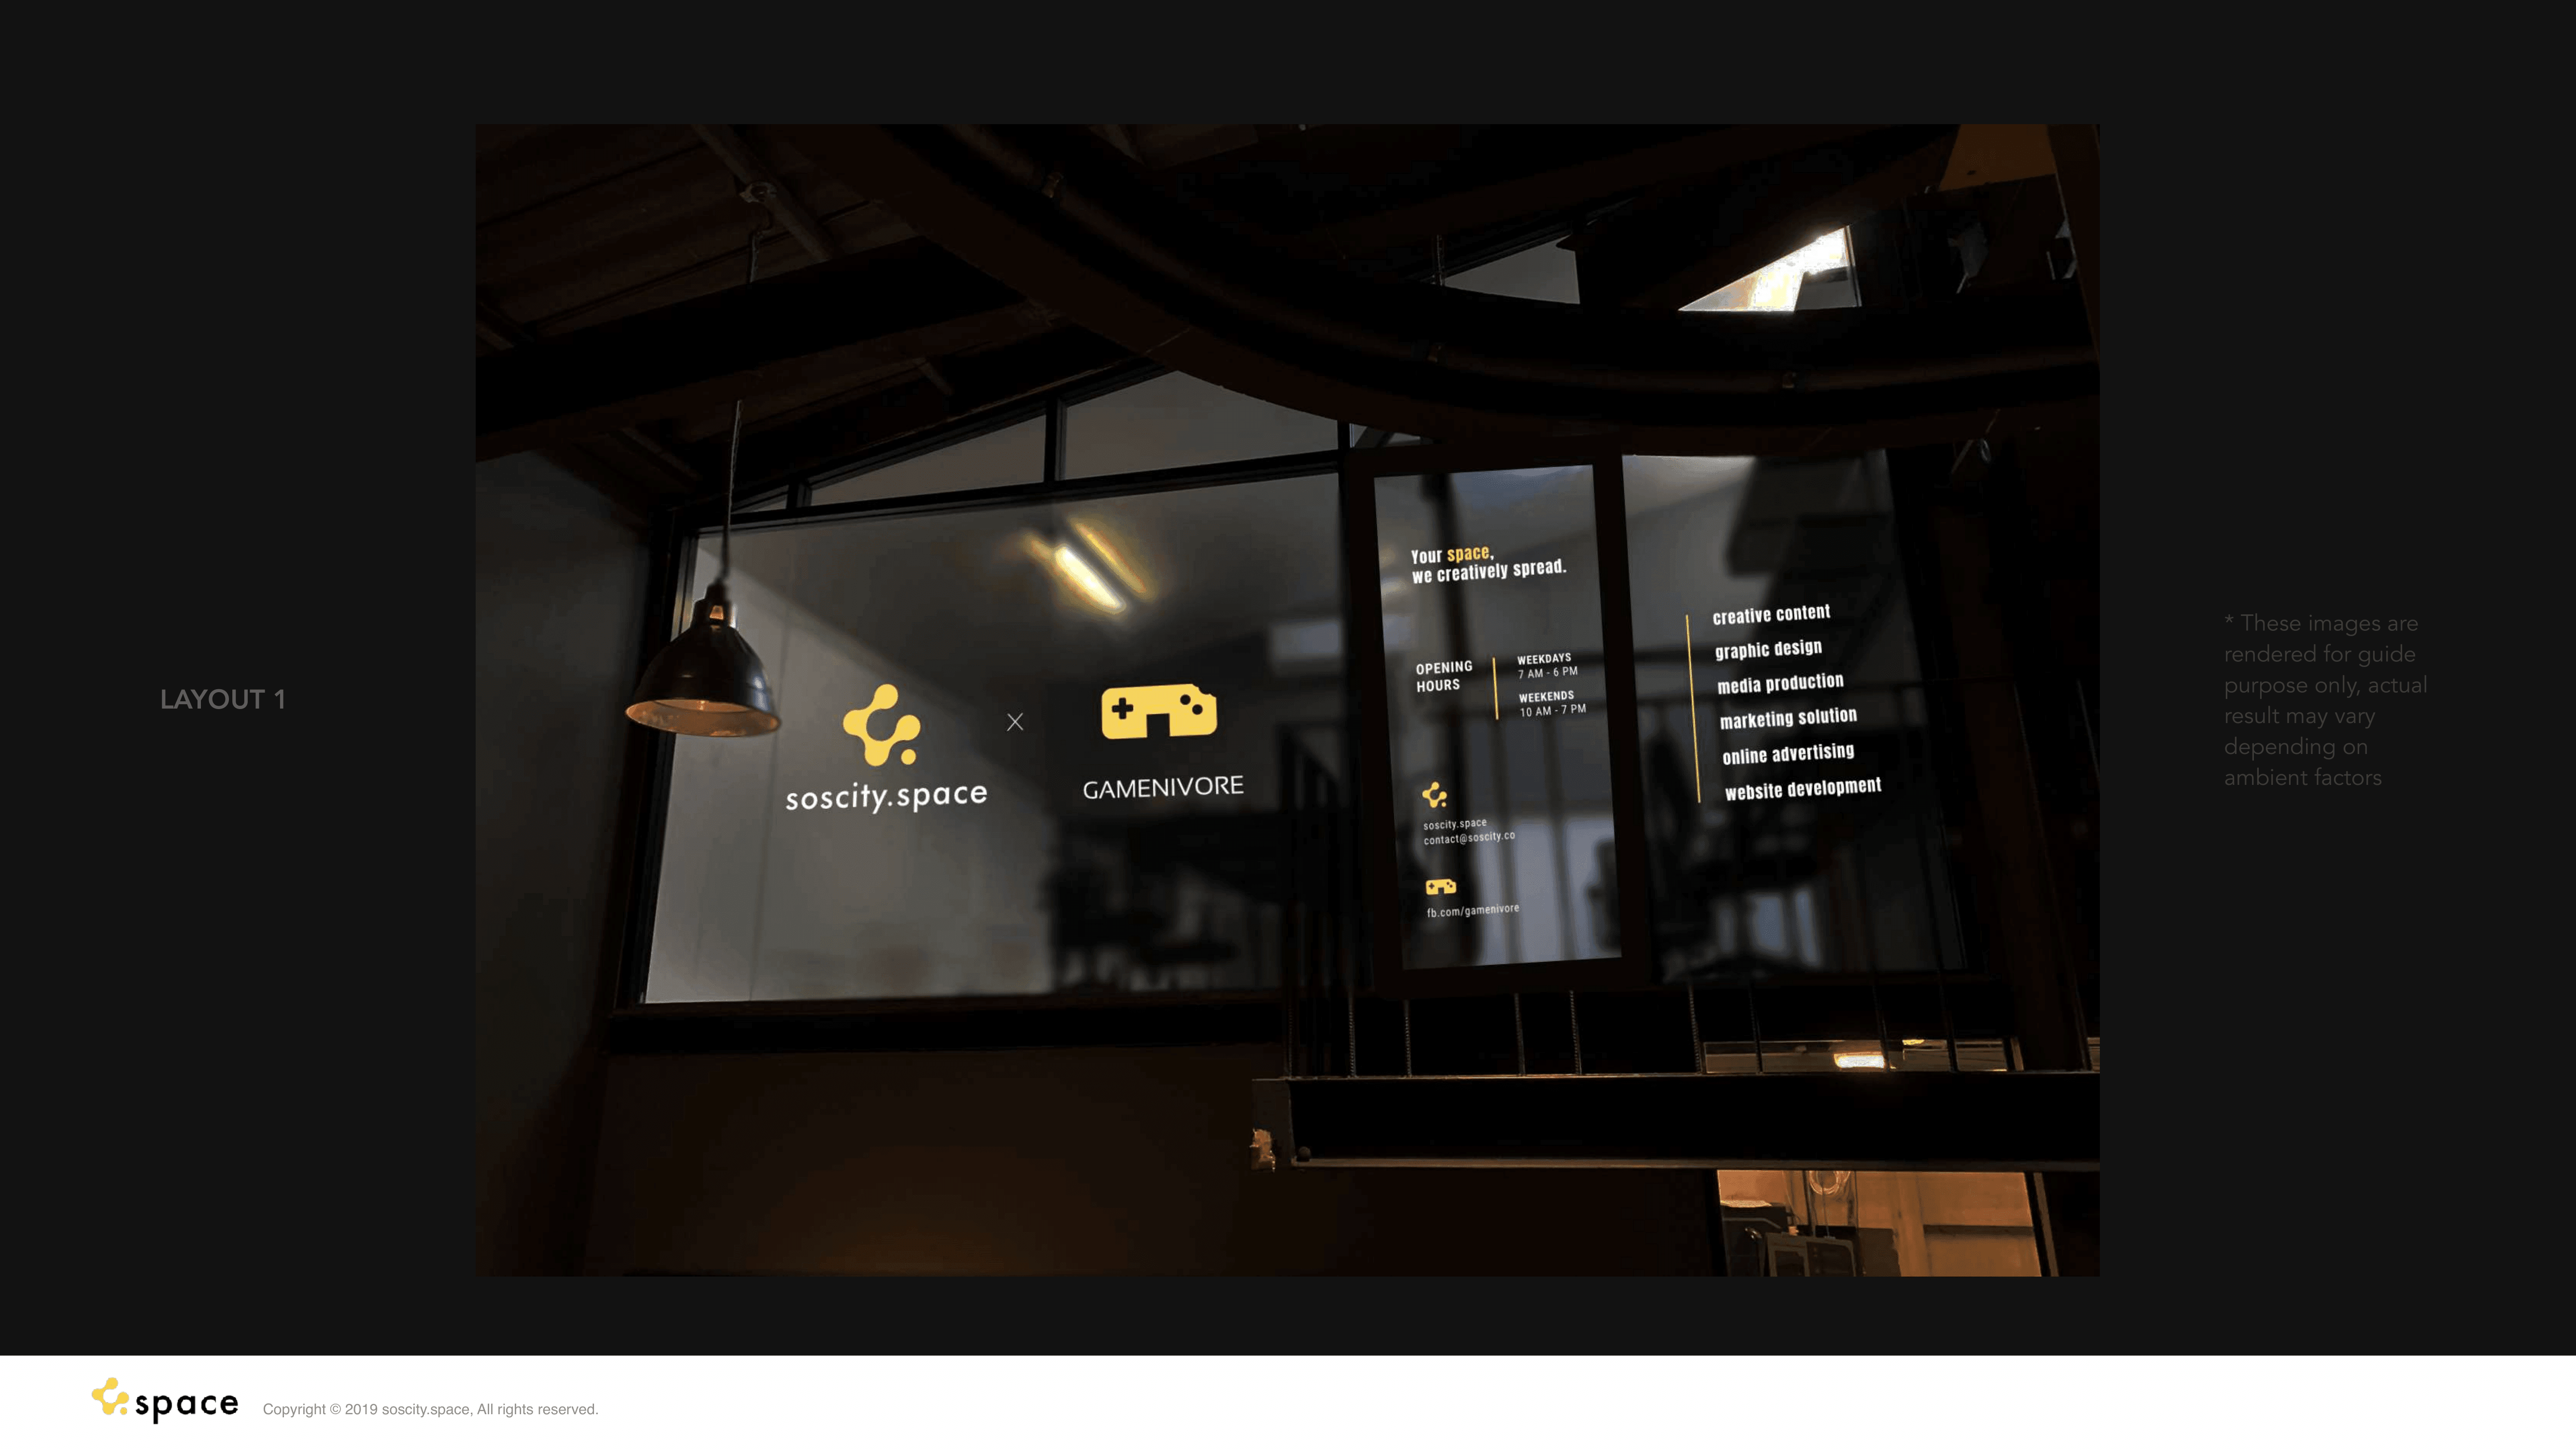 LAYOUT 1
soscity.space
×
GAMENIVORE
Your space,
we creatively spread.
OPENING
HOURS
WEEKDAYS
7 AM - 6 PM
WEEKENDS
10 AM - 7 PM
soscity.space
contact@soscity.co
fb.com/gamenivore
creative content
graphic design
media production
marketing solution
online advertising
website development
* These images are
rendered for guide
purpose only, actual
result may vary
depending on
ambient factors
space
Copyright © 2019 soscity.space, All rights reserved.